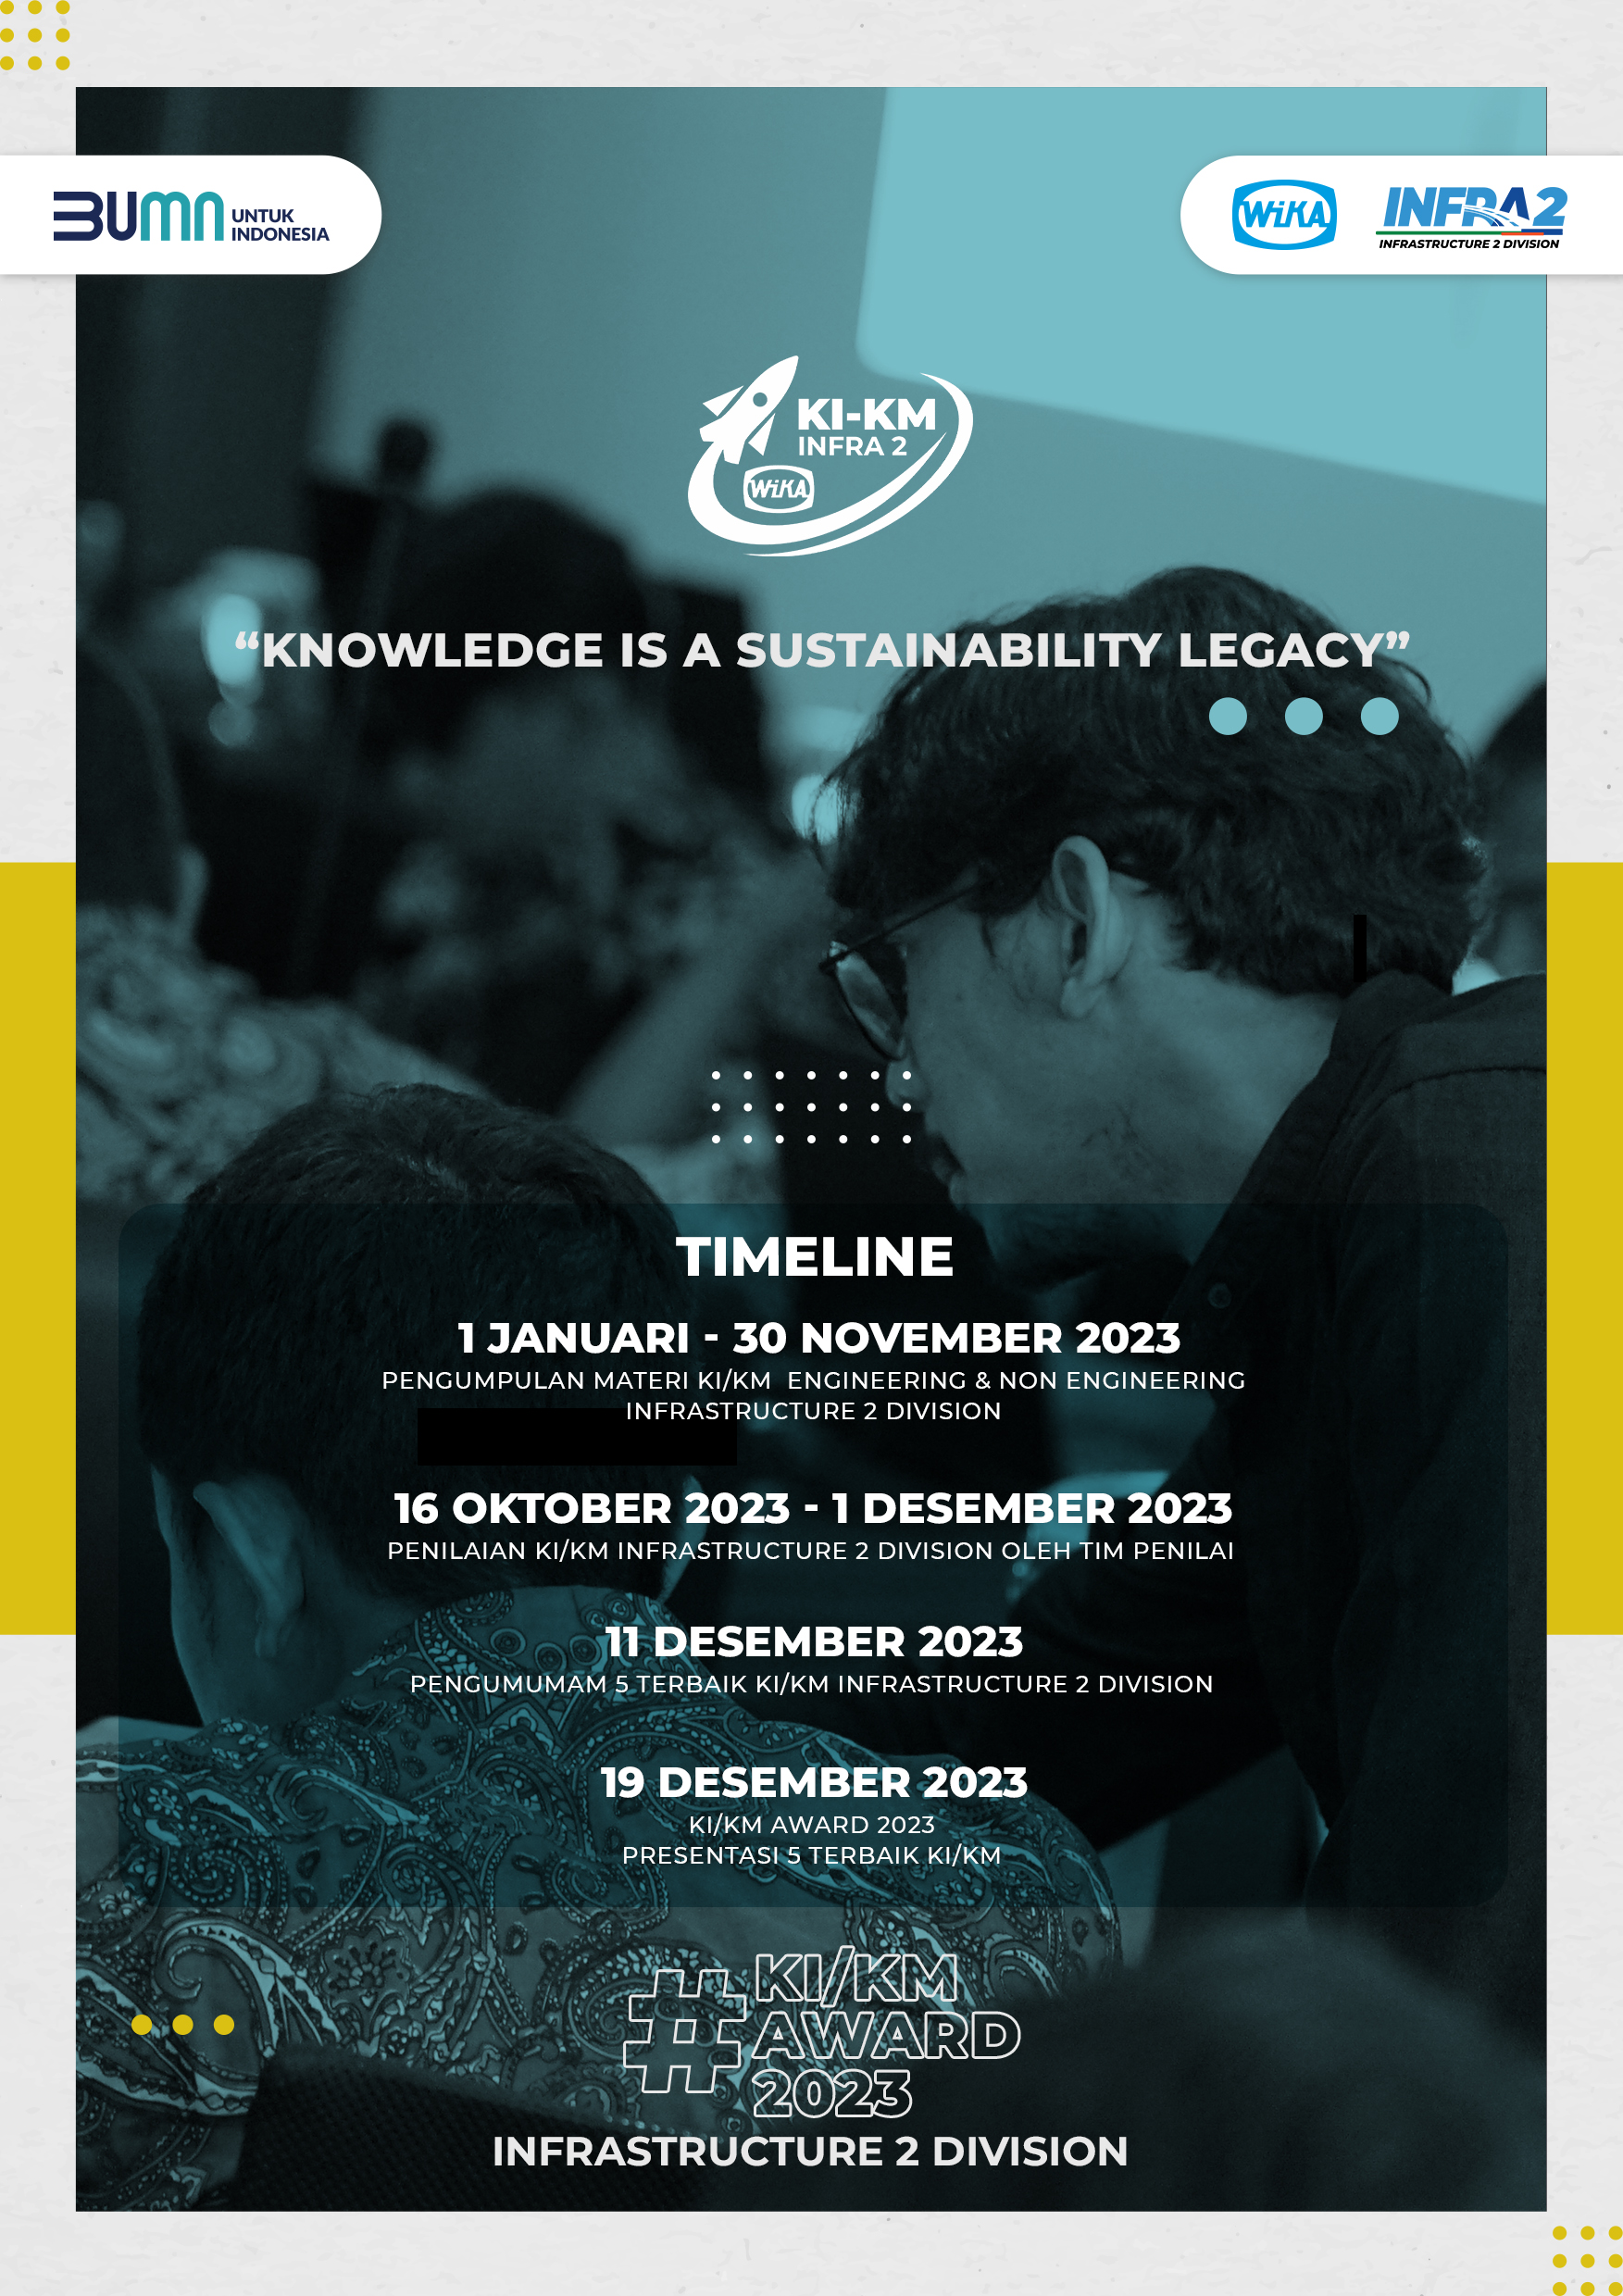 BUMN UNTUK
INDONESIA
WIKA
INFRA 2
INFRASTRUCTURE 2 DIVISION
KI-KM
INFRA 2
WIKA
“KNOWLEDGE IS A SUSTAINABILITY LEGACY”
TIMELINE
1 JANUARI - 30 NOVEMBER 2023
PENGUMPULAN MATERI KI/KM ENGINEERING & NON ENGINEERING
INFRASTRUCTURE 2 DIVISION
16 OKTOBER 2023 - 1 DESEMBER 2023
PENILAIAN KI/KM INFRASTRUCTURE 2 DIVISION OLEH TIM PENILAI
11 DESEMBER 2023
PENGUMUMAM 5 TERBAIK KI/KM INFRASTRUCTURE 2 DIVISION
19 DESEMBER 2023
KI/KM AWARD 2023
PRESENTASI 5 TERBAIK KI/KM
#KI/KM
AWARD
2023
INFRASTRUCTURE 2 DIVISION